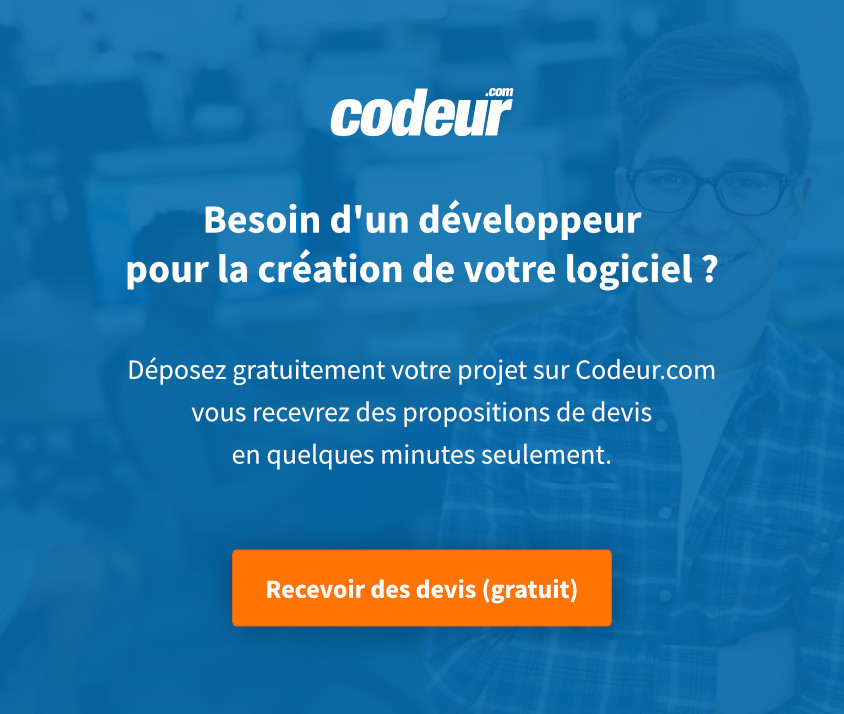 codeur.com
Besoin d'un développeur
pour la création de votre logiciel ?
Déposez gratuitement votre projet sur Codeur.com
vous recevrez des propositions de devis
en quelques minutes seulement.
Recevoir des devis (gratuit)